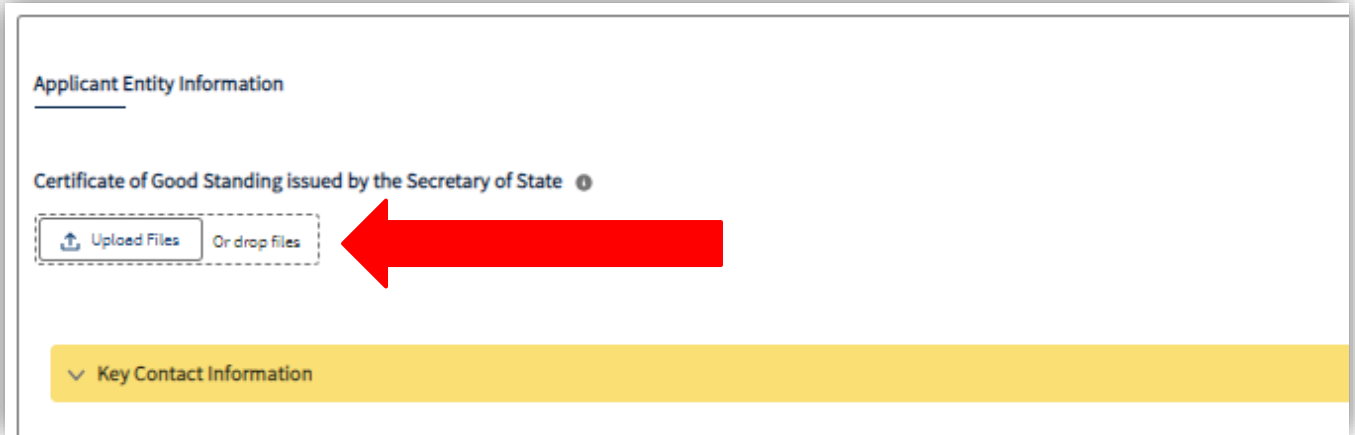 Applicant Entity Information
Certificate of Good Standing issued by the Secretary of State
Upload Files Or drop files
Key Contact Information